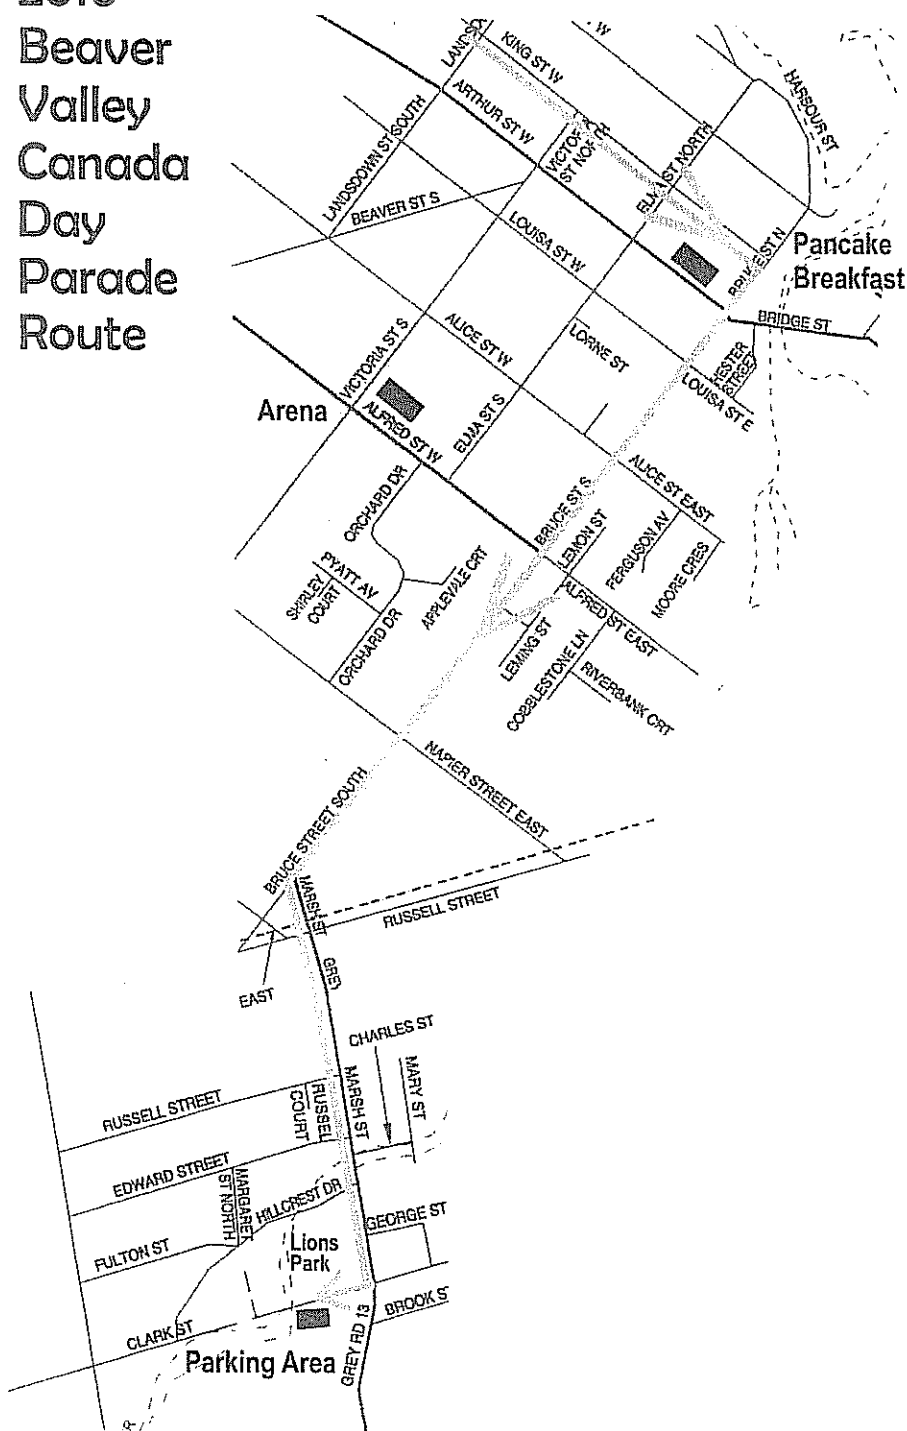 Beaver
Valley
Canada
Day
Parade
Route
KING ST W
W
ARTHUR ST W
LANDSDOWN ST SOUTH
ST NORTH
ELMA ST NORTH
HARBOUR ST
BEAVER ST S
LOUISA ST W
Pancake
Breakfast
BRIDGE ST
VICTORIA ST S
ALICE ST W
LORNE ST
LOUISA ST E
Arena
ALFRED ST W
ELMA ST S
ORCHARD DR
BRUCE ST S
ALICE ST EAST
LEMON ST
FERGUSON AV
MOORE CRES
PYATT AV
SHIRLEY
COURT
APPLEVALE CRT
ORCHARD DR
ALFRED ST EAST
LEMING ST
COBBLESTONE LN
RIVERBANK CRT
NAPIER STREET EAST
BRUCE STREET SOUTH
MARSH ST
RUSSELL STREET
EAST
GREY
CHARLES ST
MARSH ST
MARY ST
RUSSELL STREET
RUSSEL
COURT
EDWARD STREET
MARGARET
ST NORTH
HILLCREST DR
GEORGE ST
FULTON ST
Lions
Park
CLARK ST
BROOK S
GREY RD 13
Parking Area